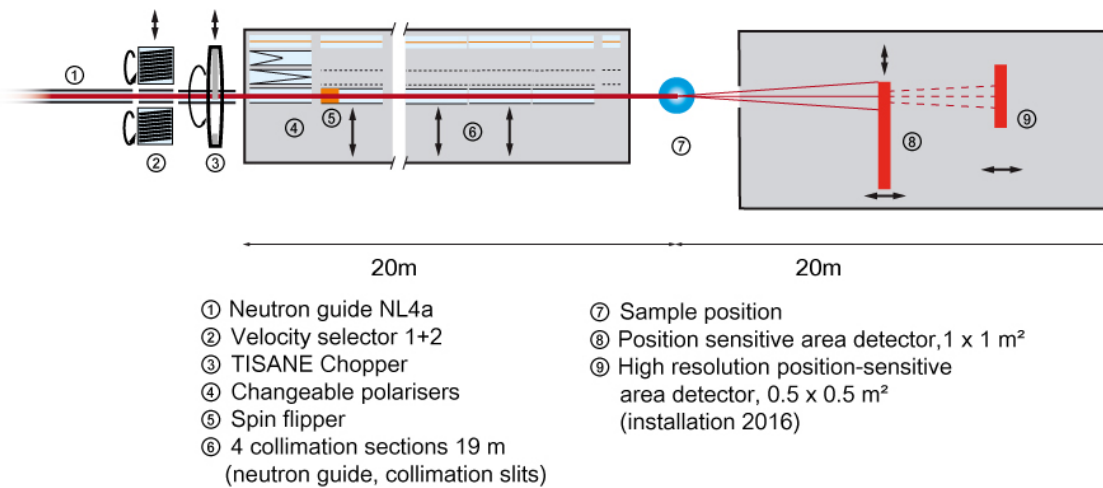 ①
②
③
④
⑤
⑥
⑦
⑧
⑨
20m
20m
① Neutron guide NL4a
② Velocity selector 1+2
③ TISANE Chopper
④ Changeable polarisers
⑤ Spin flipper
⑥ 4 collimation sections 19 m
(neutron guide, collimation slits)
⑦ Sample position
⑧ Position sensitive area detector,1 x 1 m²
⑨ High resolution position-sensitive
area detector, 0.5 x 0.5 m²
(installation 2016)